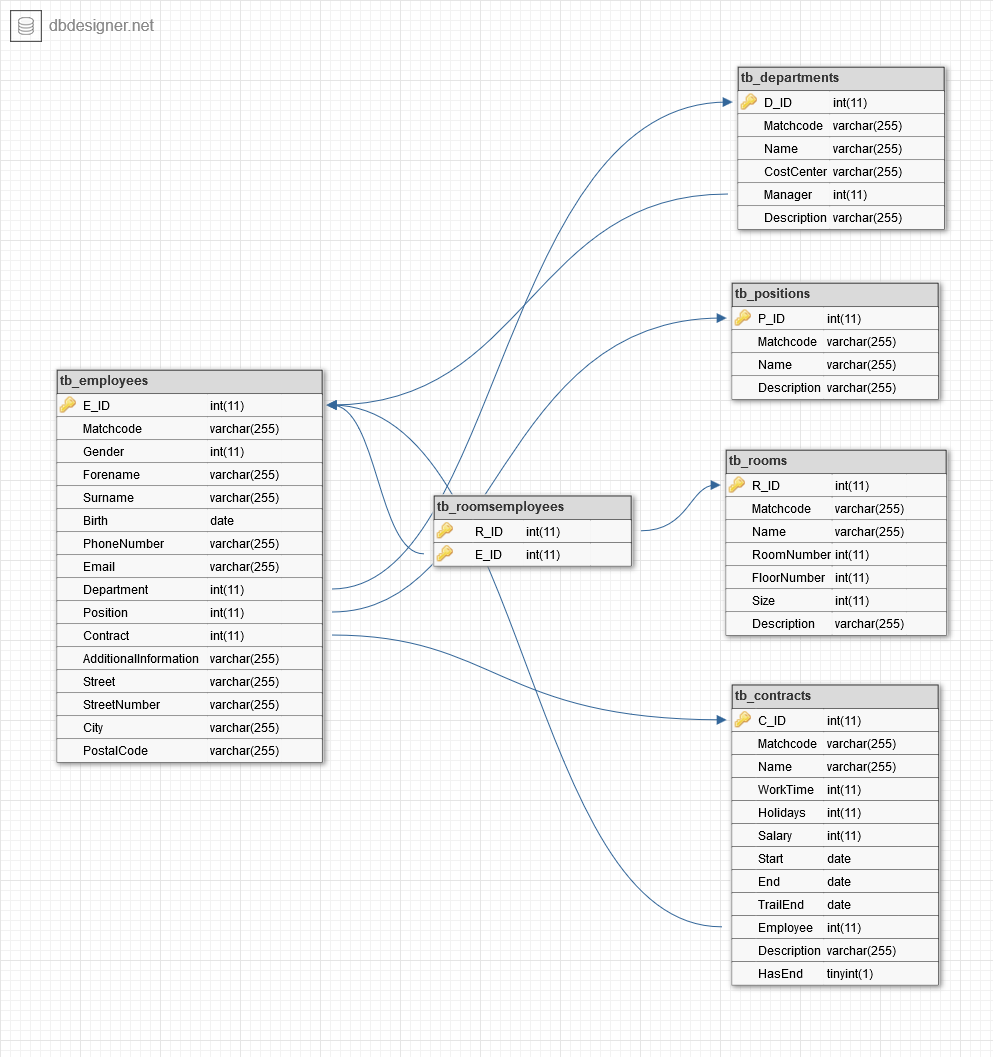 dbdesigner.net
tb_departments
D_ID int(11)
Matchcode varchar(255)
Name varchar(255)
CostCenter varchar(255)
Manager int(11)
Description varchar(255)
tb_positions
P_ID int(11)
Matchcode varchar(255)
Name varchar(255)
Description varchar(255)
tb_employees
E_ID int(11)
Matchcode varchar(255)
Gender int(11)
Forename varchar(255)
Surname varchar(255)
Birth date
PhoneNumber varchar(255)
Email varchar(255)
Department int(11)
Position int(11)
Contract int(11)
AdditionalInformation varchar(255)
Street varchar(255)
StreetNumber varchar(255)
City varchar(255)
PostalCode varchar(255)
tb_roomsemployees
R_ID int(11)
E_ID int(11)
tb_rooms
R_ID int(11)
Matchcode varchar(255)
Name varchar(255)
RoomNumber int(11)
FloorNumber int(11)
Size int(11)
Description varchar(255)
tb_contracts
C_ID int(11)
Matchcode varchar(255)
Name varchar(255)
WorkTime int(11)
Holidays int(11)
Salary int(11)
Start date
End date
TrailEnd date
Employee int(11)
Description varchar(255)
HasEnd tinyint(1)